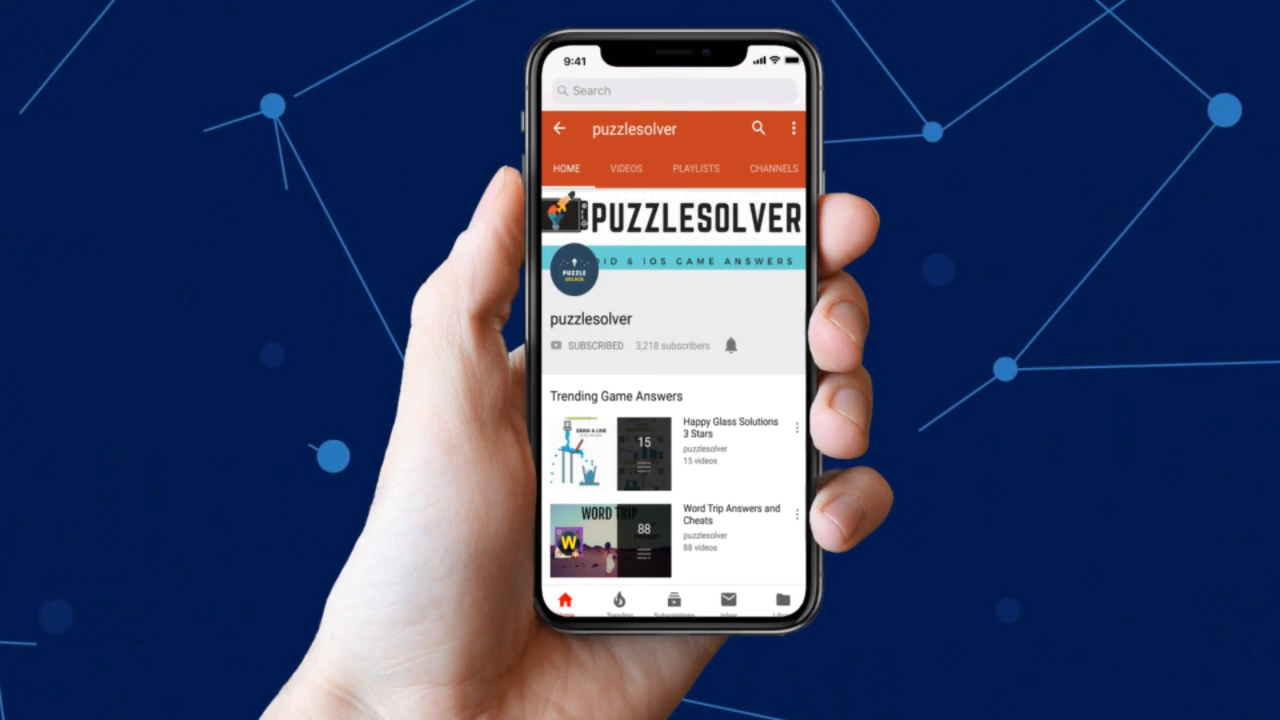 9:41
Search
puzzlesolver
HOME VIDEOS PLAYLISTS CHANNELS
PUZZLESOLVER
& IOS GAME ANSWERS
PUZZLE
SOLVER
puzzlesolver
SUBSCRIBED 3,218 subscribers
Trending Game Answers
DRAW A LINE
15
Happy Glass Solutions
3 Stars
puzzlesolver
15 videos
WORD TRIP
W
88
Word Trip Answers and
Cheats
puzzlesolver
88 videos